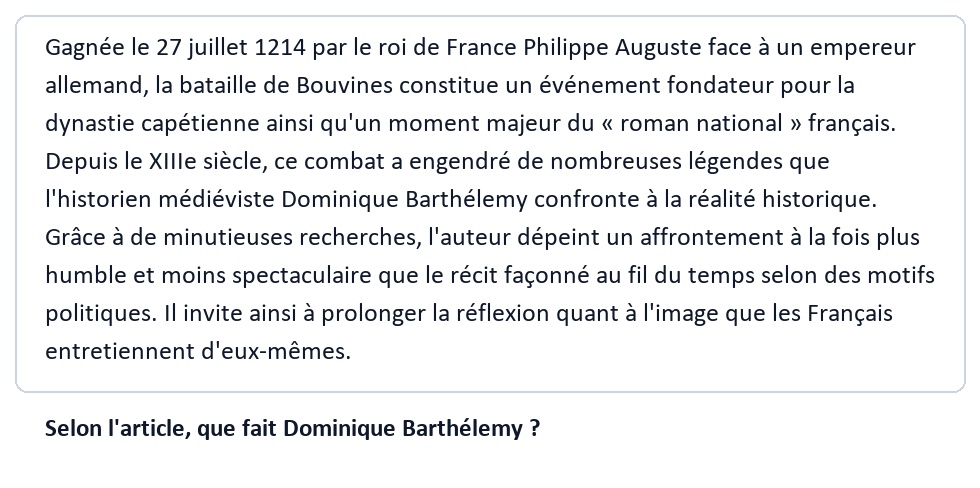 Gagnée le 27 juillet 1214 par le roi de France Philippe Auguste face à un empereur
allemand, la bataille de Bouvines constitue un événement fondateur pour la
dynastie capétienne ainsi qu'un moment majeur du « roman national » français.
Depuis le XIIIe siècle, ce combat a engendré de nombreuses légendes que
l'historien médiéviste Dominique Barthélemy confronte à la réalité historique.
Grâce à de minutieuses recherches, l'auteur dépeint un affrontement à la fois plus
humble et moins spectaculaire que le récit façonné au fil du temps selon des motifs
politiques. Il invite ainsi à prolonger la réflexion quant à l'image que les Français
entretiennent d'eux-mêmes.
Selon l'article, que fait Dominique Barthélemy ?